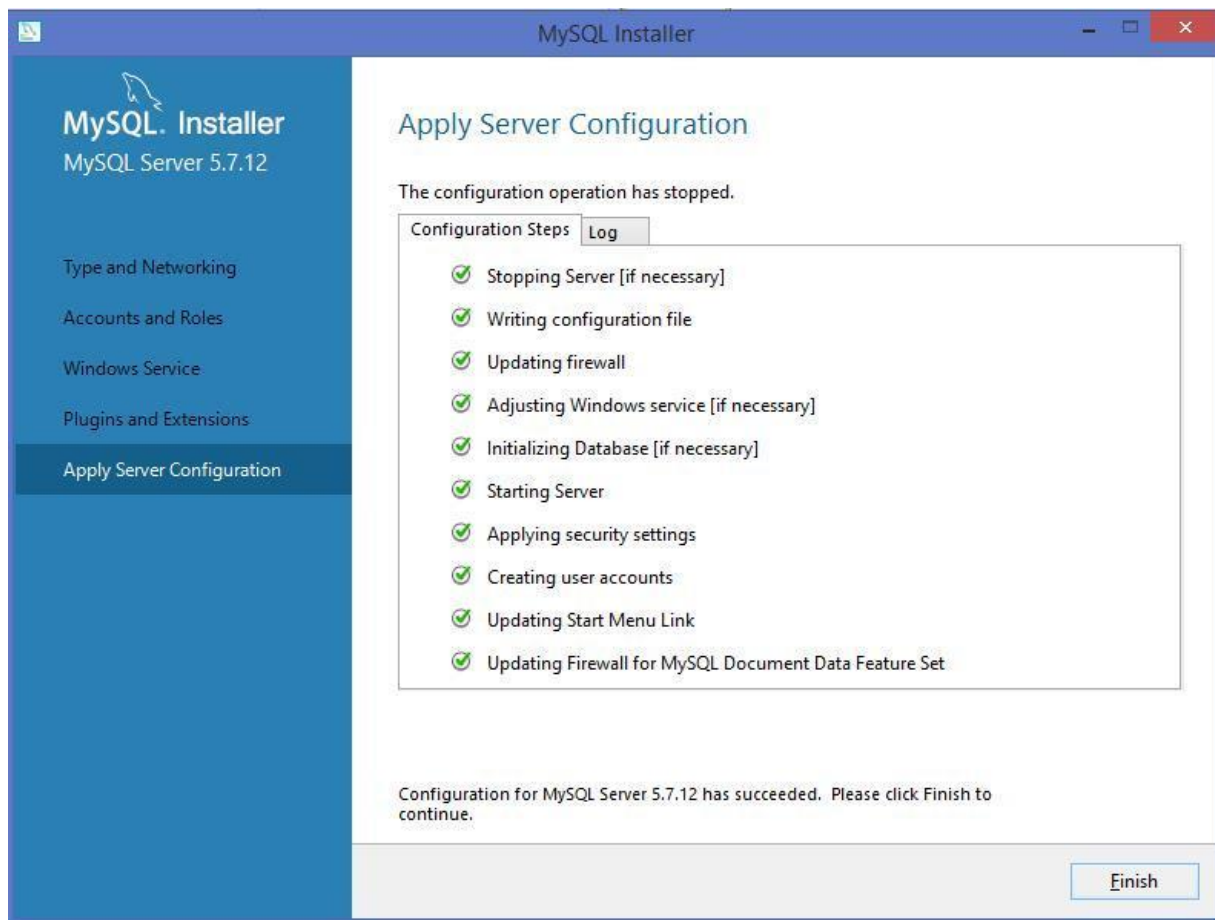 MySQL Installer
MySQL. Installer
MySQL Server 5.7.12
Type and Networking
Accounts and Roles
Windows Service
Plugins and Extensions
Apply Server Configuration
Apply Server Configuration
The configuration operation has stopped.
Configuration Steps Log
Stopping Server [if necessary]
Writing configuration file
Updating firewall
Adjusting Windows service [if necessary]
Initializing Database [if necessary]
Starting Server
Applying security settings
Creating user accounts
Updating Start Menu Link
Updating Firewall for MySQL Document Data Feature Set
Configuration for MySQL Server 5.7.12 has succeeded. Please click Finish to
continue.
Finish